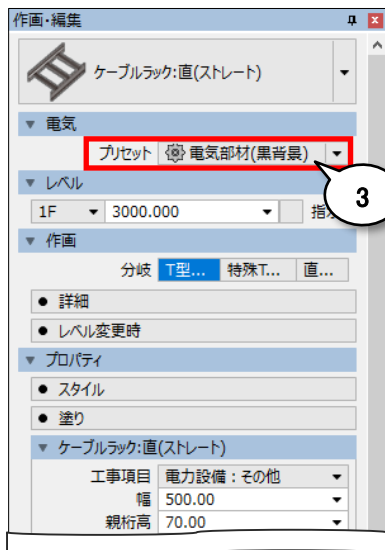 作画・編集
ケーブルラック:直(ストレート)
電気
プリセット 電気部材(黒背景)
3
レベル
1F 3000.000
作画
分岐 T型... 特殊T... 直...
詳細
レベル変更時
プロパティ
スタイル
塗り
ケーブルラック:直(ストレート)
工事項目 電力設備：その他
幅 500.00
親桁高 70.00